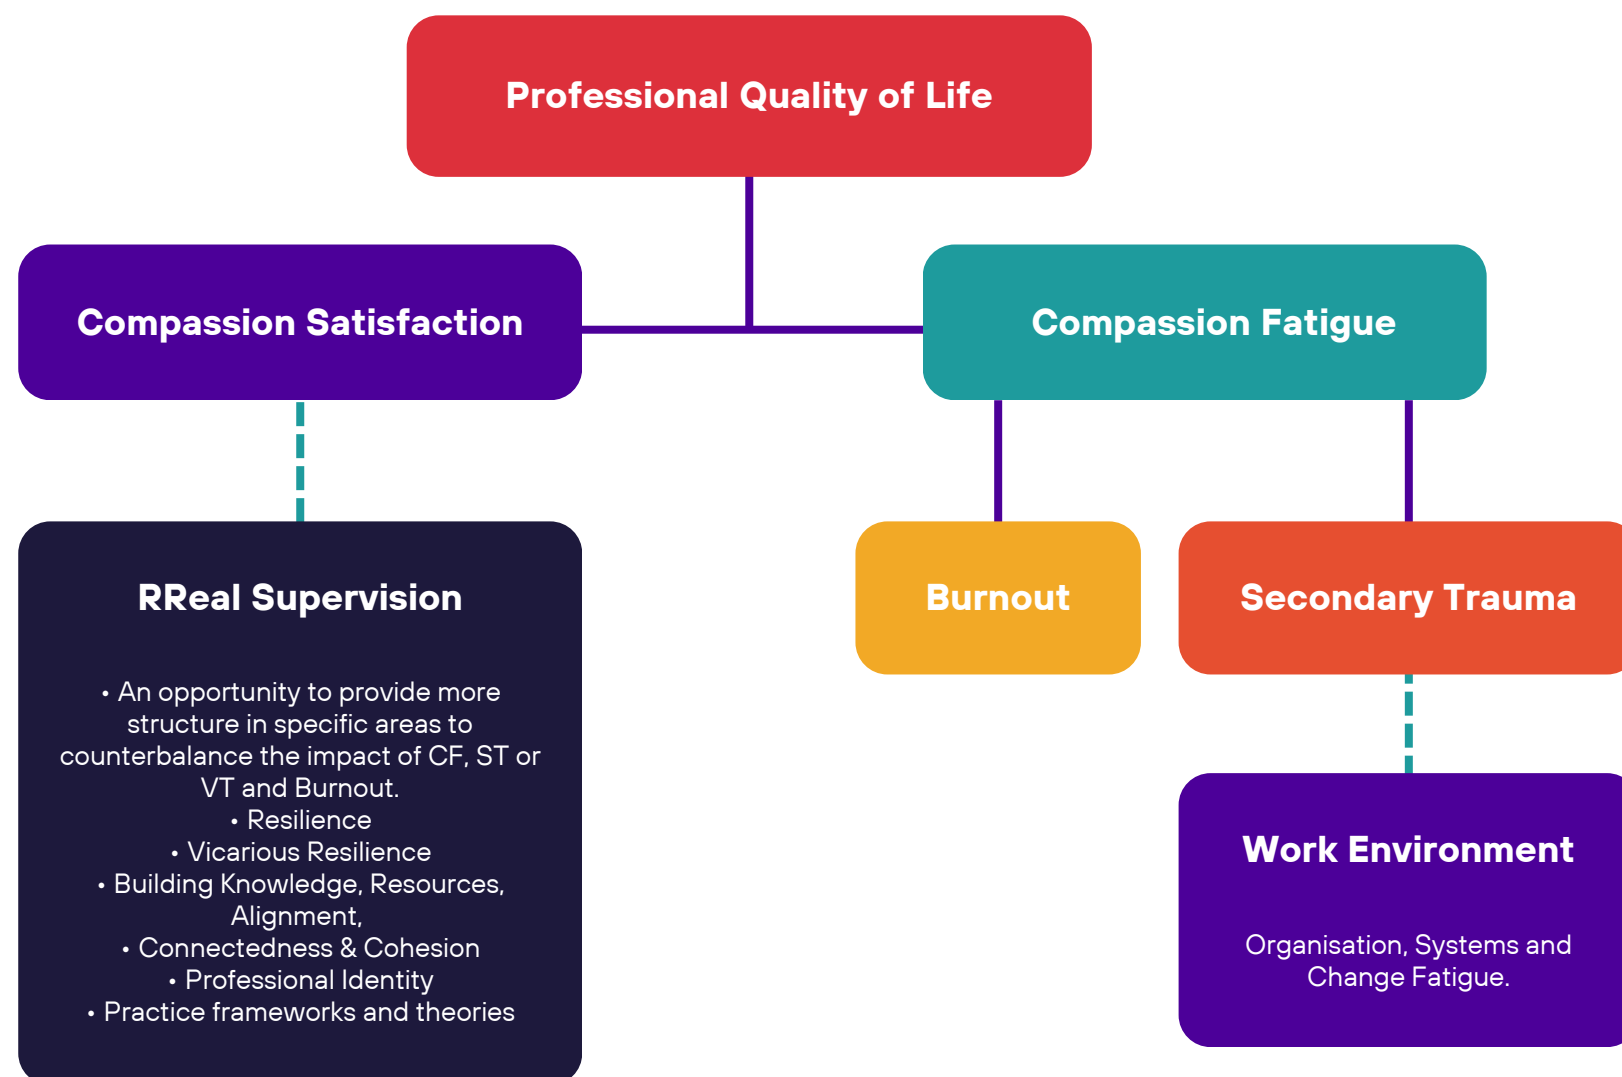 Professional Quality of Life
Compassion Satisfaction
Compassion Fatigue
RReal Supervision
• An opportunity to provide more
structure in specific areas to
counterbalance the impact of CF, ST or
VT and Burnout.
• Resilience
• Vicarious Resilience
• Building Knowledge, Resources,
Alignment,
• Connectedness & Cohesion
• Professional Identity
• Practice frameworks and theories
Burnout
Secondary Trauma
Work Environment
Organisation, Systems and
Change Fatigue.